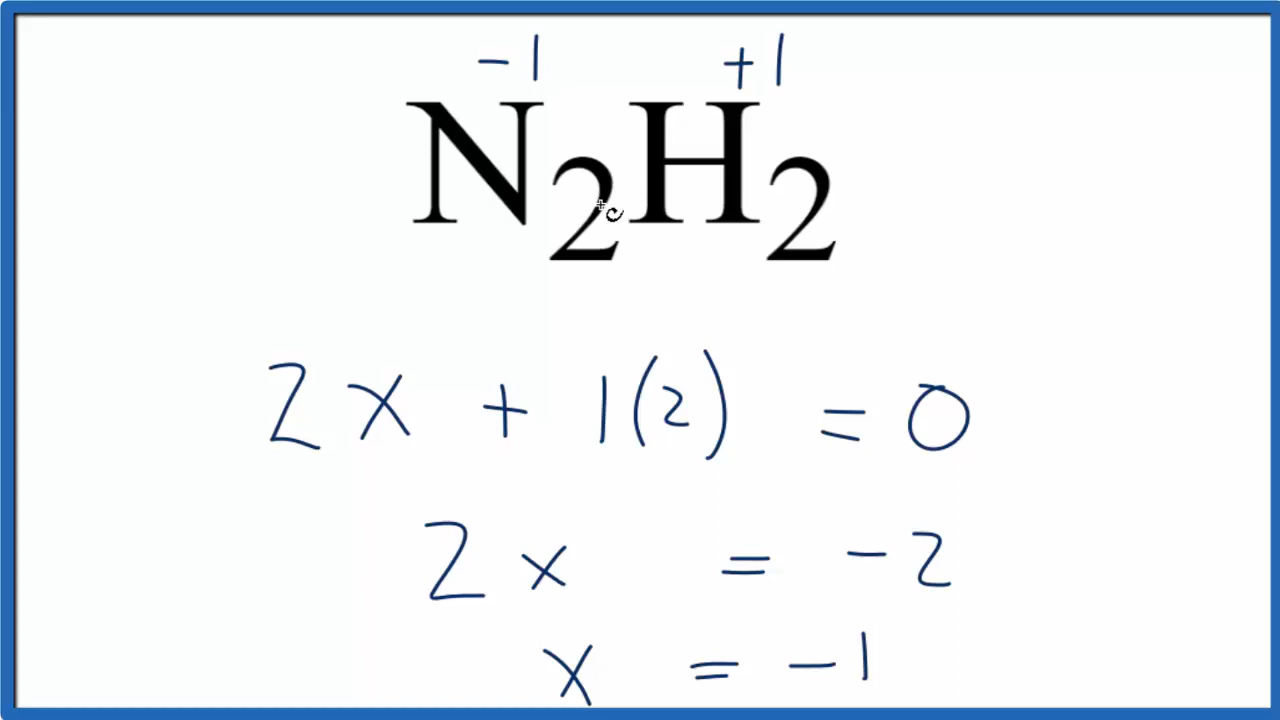 -1 +1
N2H2
2x + 1(2) = 0
2x = -2
x = -1